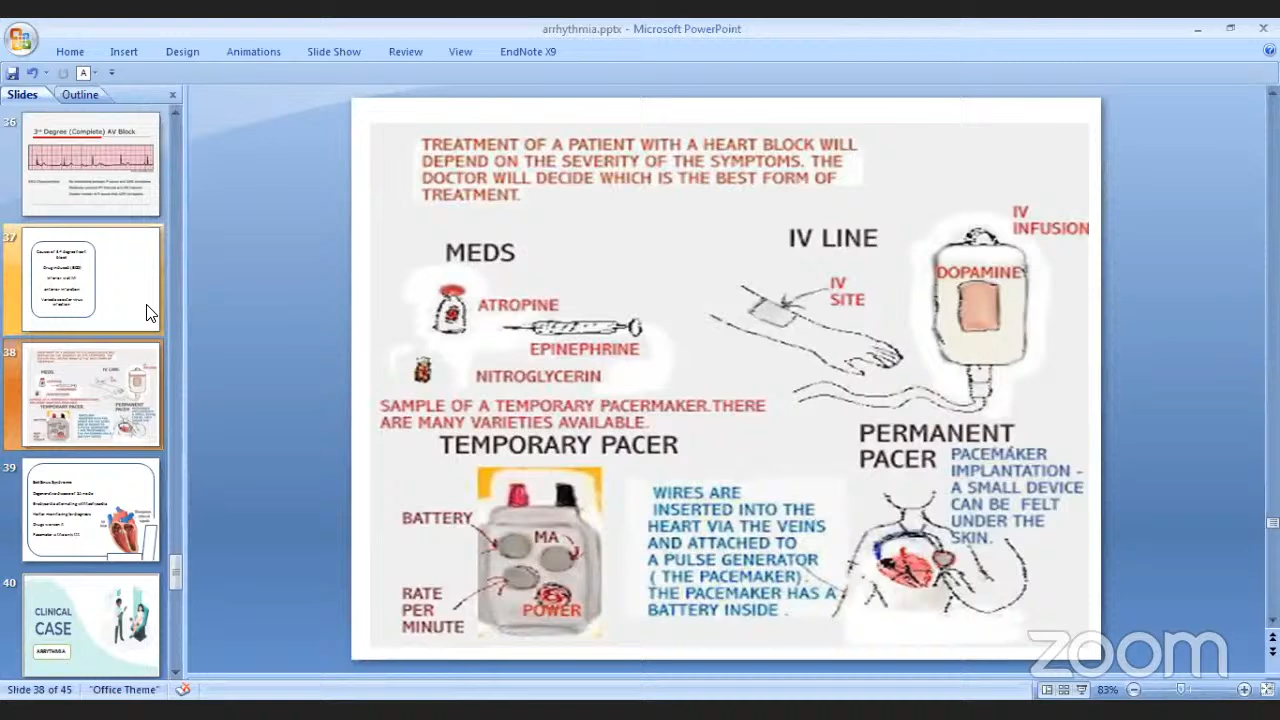 arrhythmia.pptx - Microsoft PowerPoint
Home Insert Design Animations Slide Show Review View EndNote X9
A
Slides Outline
36
3rd Degree (Complete) AV Block
37
38
39
40
CLINICAL
CASE
ARRHYTHMIA
TREATMENT OF A PATIENT WITH A HEART BLOCK WILL
DEPEND ON THE SEVERITY OF THE SYMPTOMS. THE
DOCTOR WILL DECIDE WHICH IS THE BEST FORM OF
TREATMENT.
MEDS
ATROPINE
EPINEPHRINE
NITROGLYCERIN
IV LINE
IV
SITE
IV
INFUSION
DOPAMINE
SAMPLE OF A TEMPORARY PACERMAKER.THERE
ARE MANY VARIETIES AVAILABLE.
TEMPORARY PACER
BATTERY
MA
RATE
PER
MINUTE
POWER
WIRES ARE
INSERTED INTO THE
HEART VIA THE VEINS
AND ATTACHED TO
A PULSE GENERATOR
( THE PACEMAKER).
THE PACEMAKER HAS A
BATTERY INSIDE .
PERMANENT
PACER
PACEMAKER
IMPLANTATION -
A SMALL DEVICE
CAN BE FELT
UNDER THE
SKIN.
zoom
Slide 38 of 45 "Office Theme" 83%